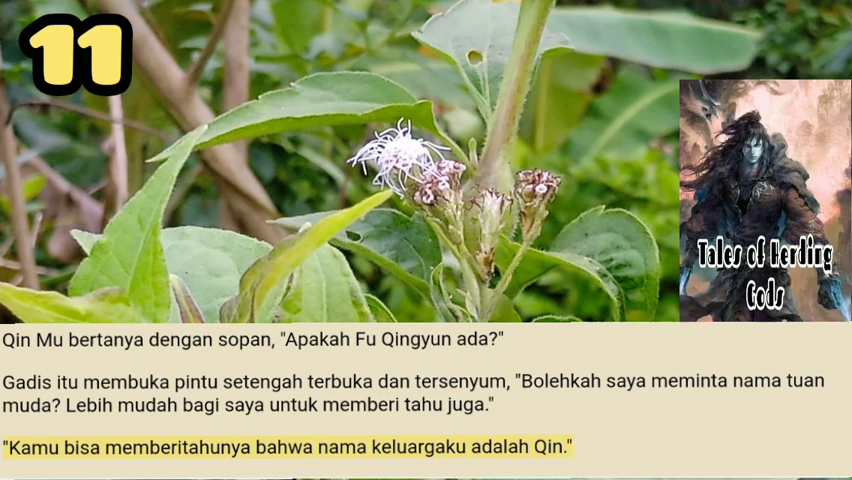 11
Tales of Herding
Gods
Qin Mu bertanya dengan sopan, "Apakah Fu Qingyun ada?"
Gadis itu membuka pintu setengah terbuka dan tersenyum, "Bolehkah saya meminta nama tuan
muda? Lebih mudah bagi saya untuk memberi tahu juga."
"Kamu bisa memberitahunya bahwa nama keluargaku adalah Qin."